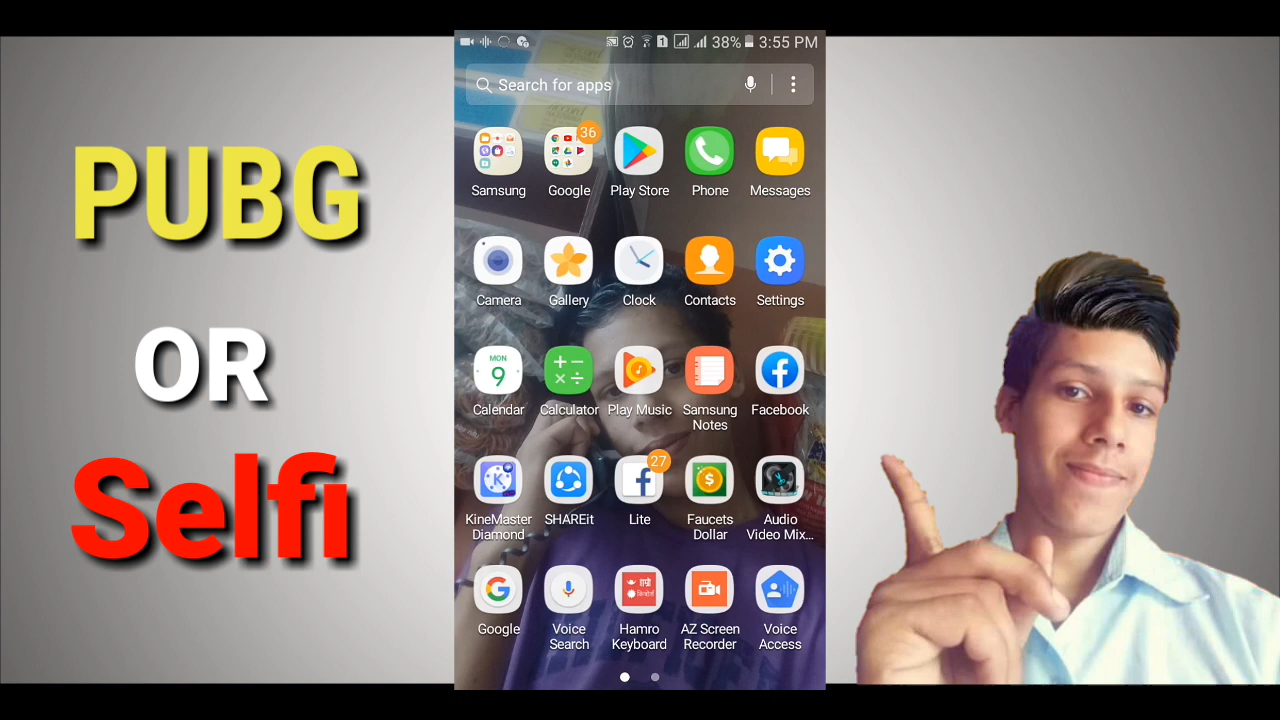 PUBG
OR
Selfi
1 38% 3:55 PM
Search for apps
36
Samsung Google Play Store Phone Messages
Camera Gallery Clock Contacts Settings
MON
9
Calendar Calculator Play Music Samsung Notes Facebook
27
KineMaster Diamond SHAREit Lite Faucets Dollar Audio Video Mix...
हाम्रो
Google Voice Search Hamro Keyboard AZ Screen Recorder Voice Access